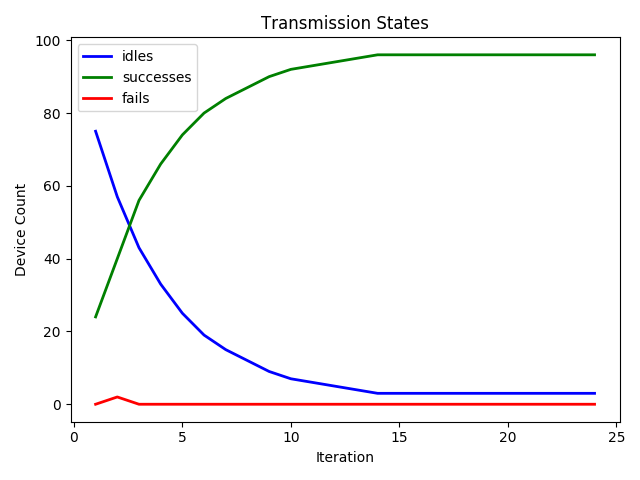 Transmission States
idles
successes
fails
Device Count
100
80
60
40
20
0
0 5 10 15 20 25
Iteration